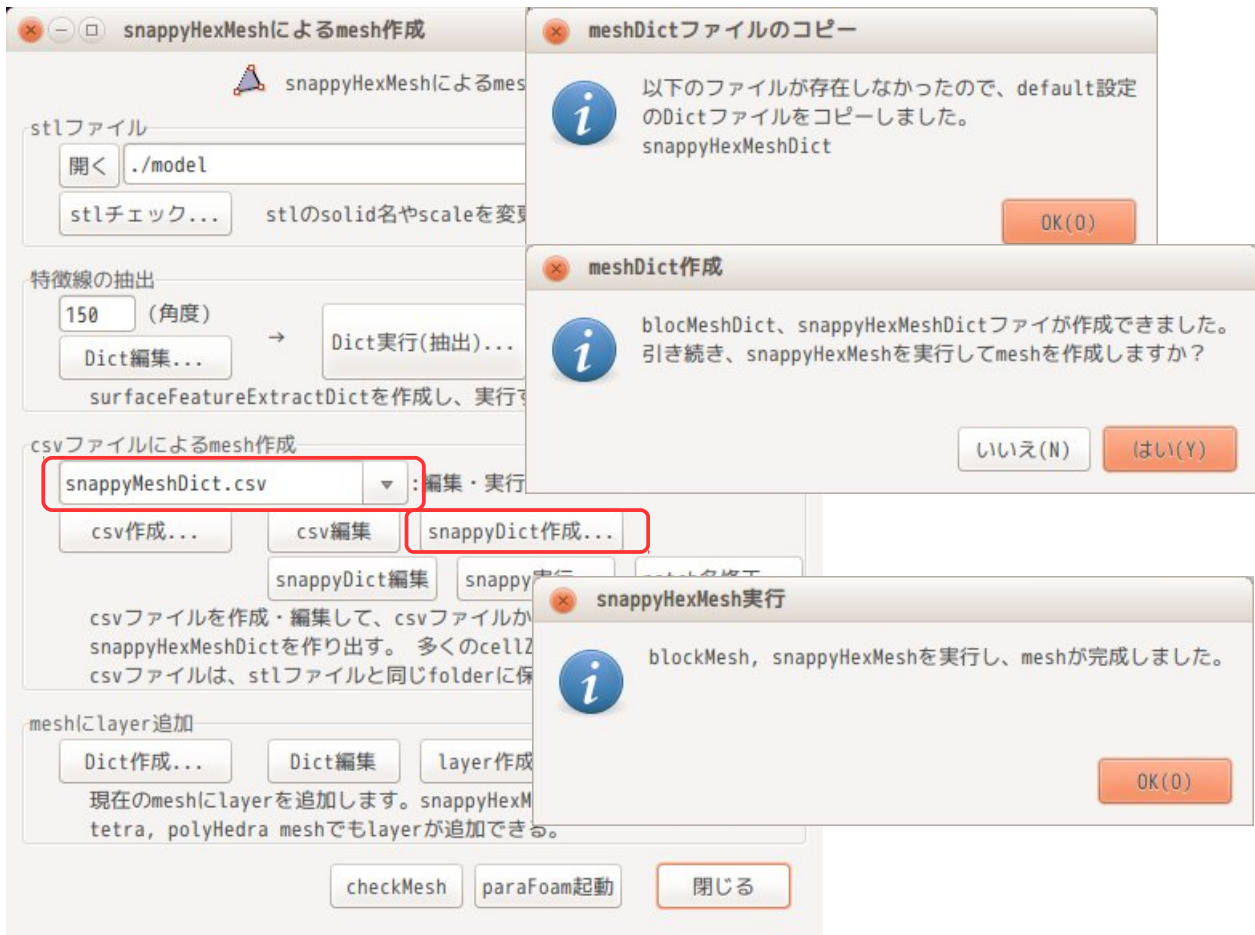 snappyHexMeshによるmesh作成
snappyHexMeshによるmes
stlファイル
開く ./model
stlチェック... stlのsolid名やscaleを変更
特徴線の抽出
150 (角度)
→ Dict実行(抽出)...
Dict編集...
surfaceFeatureExtractDictを作成し、実行す
csvファイルによるmesh作成
snappyMeshDict.csv :編集・実行
csv作成... csv編集 snappyDict作成...
snappyDict編集 snappy実行 patch名修正
csvファイルを作成・編集して、csvファイルか
snappyHexMeshDictを作り出す。 多くのcellZ
csvファイルは、stlファイルと同じfolderに保
meshにlayer追加
Dict作成... Dict編集 layer作成
現在のmeshにlayerを追加します。snappyHexM
tetra, polyHedra meshでもlayerが追加できる。
checkMesh paraFoam起動 閉じる
meshDictファイルのコピー
以下のファイルが存在しなかったので、default設定
のDictファイルをコピーしました。
snappyHexMeshDict
OK(O)
meshDict作成
blocMeshDict、snappyHexMeshDictファイが作成できました。
引き続き、snappyHexMeshを実行してmeshを作成しますか？
いいえ(N) はい(Y)
snappyHexMesh実行
blockMesh, snappyHexMeshを実行し、meshが完成しました。
OK(O)